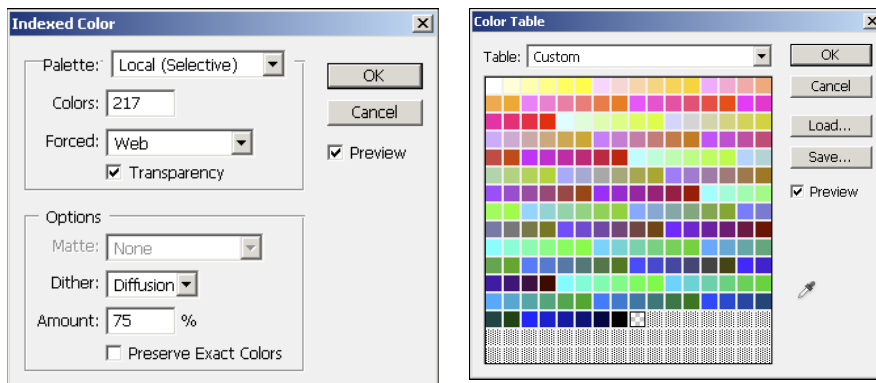 Indexed Color
Palette: Local (Selective)
OK
Colors: 217
Cancel
Forced: Web
Preview
Transparency
Options
Matte: None
Dither: Diffusion
Amount: 75 %
Preserve Exact Colors
Color Table
Table: Custom
OK
Cancel
Load...
Save...
Preview